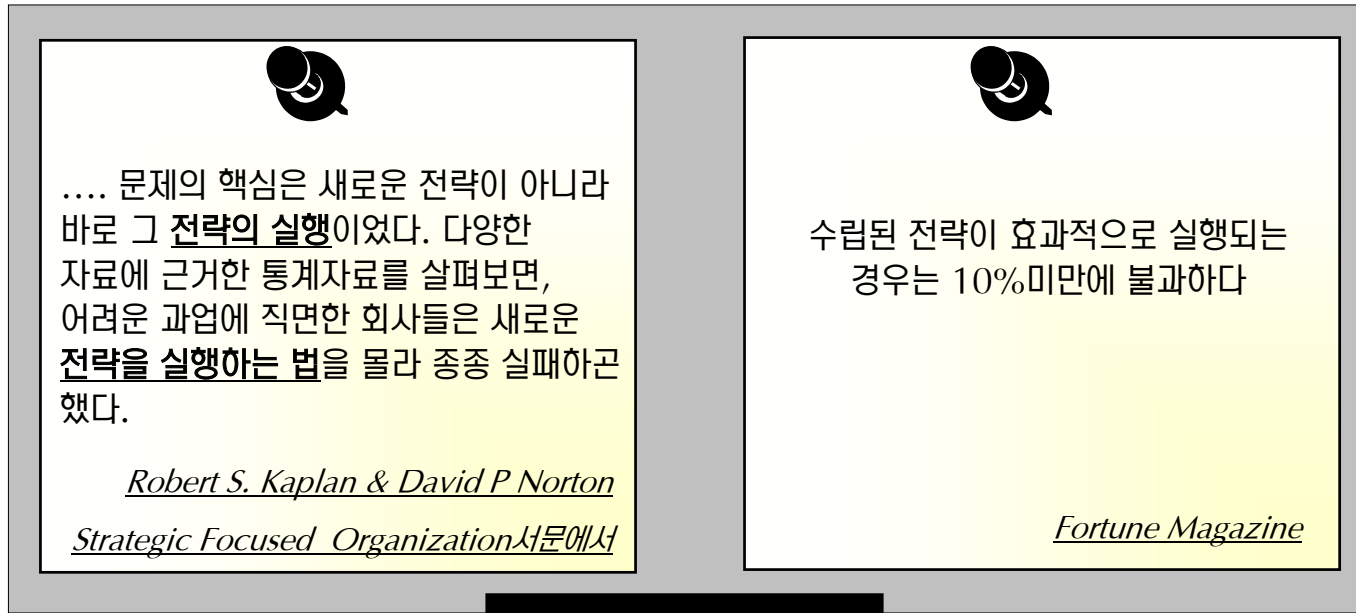 .... 문제의 핵심은 새로운 전략이 아니라
바로 그 전략의 실행이었다. 다양한
자료에 근거한 통계자료를 살펴보면,
어려운 과업에 직면한 회사들은 새로운
전략을 실행하는 법을 몰라 종종 실패하곤
했다.
Robert S. Kaplan & David P Norton
Strategic Focused Organization서문에서
수립된 전략이 효과적으로 실행되는
경우는 10%미만에 불과하다
Fortune Magazine